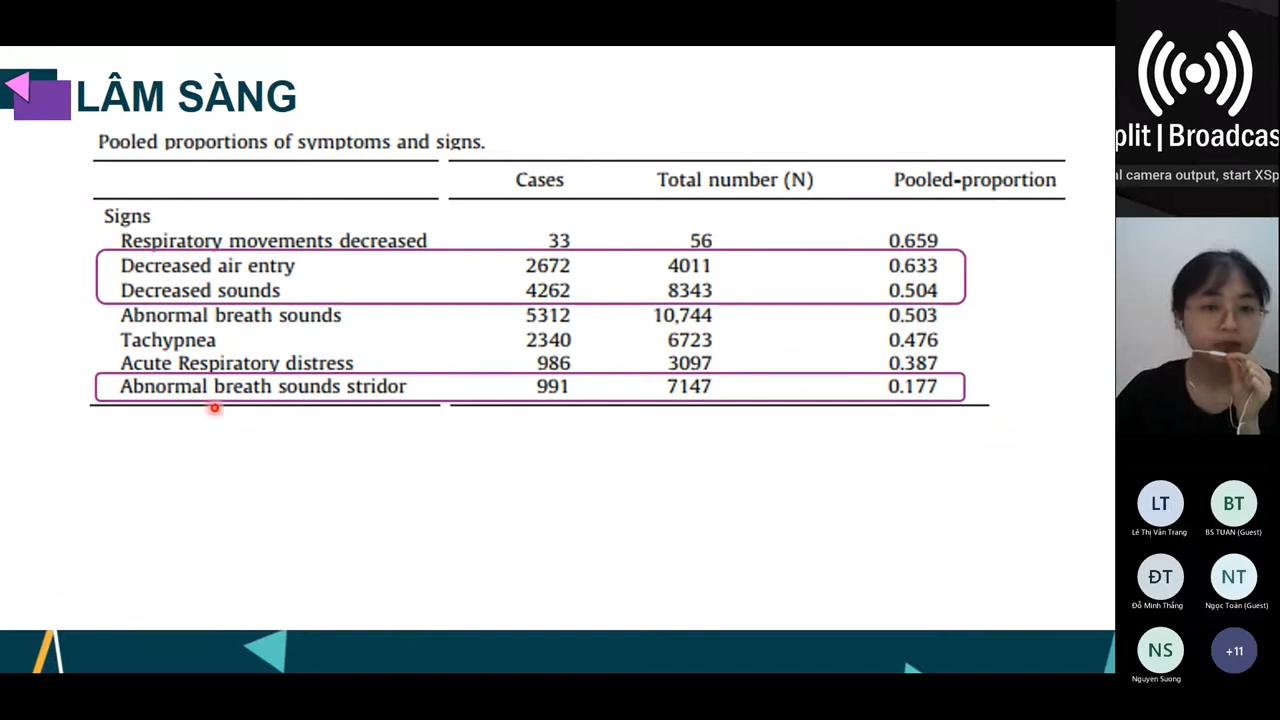 LÂM SÀNG
Pooled proportions of symptoms and signs.
Cases Total number (N) Pooled-proportion
Signs
Respiratory movements decreased 33 56 0.659
Decreased air entry 2672 4011 0.633
Decreased sounds 4262 8343 0.504
Abnormal breath sounds 5312 10,744 0.503
Tachypnea 2340 6723 0.476
Acute Respiratory distress 986 3097 0.387
Abnormal breath sounds stridor 991 7147 0.177
plit | Broadcas
al camera output, start XSp
LT BT
Lê Thị Vân Trang BS TUAN (Guest)
ĐT NT
Đỗ Minh Thắng Ngọc Toàn (Guest)
NS +11
Nguyen Suong